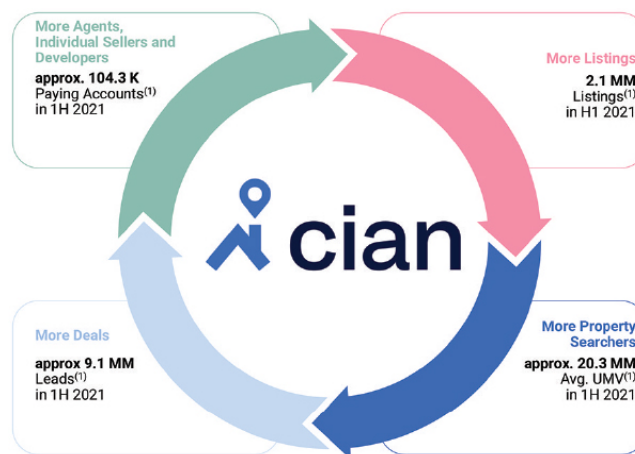 More Agents,
Individual Sellers and
Developers
approx. 104.3 K
Paying Accounts(1)
in 1H 2021
More Listings
2.1 MM
Listings(1)
in H1 2021
cian
More Deals
approx 9.1 MM
Leads(1)
in 1H 2021
More Property
Searchers
approx. 20.3 MM
Avg. UMV(1)
in 1H 2021